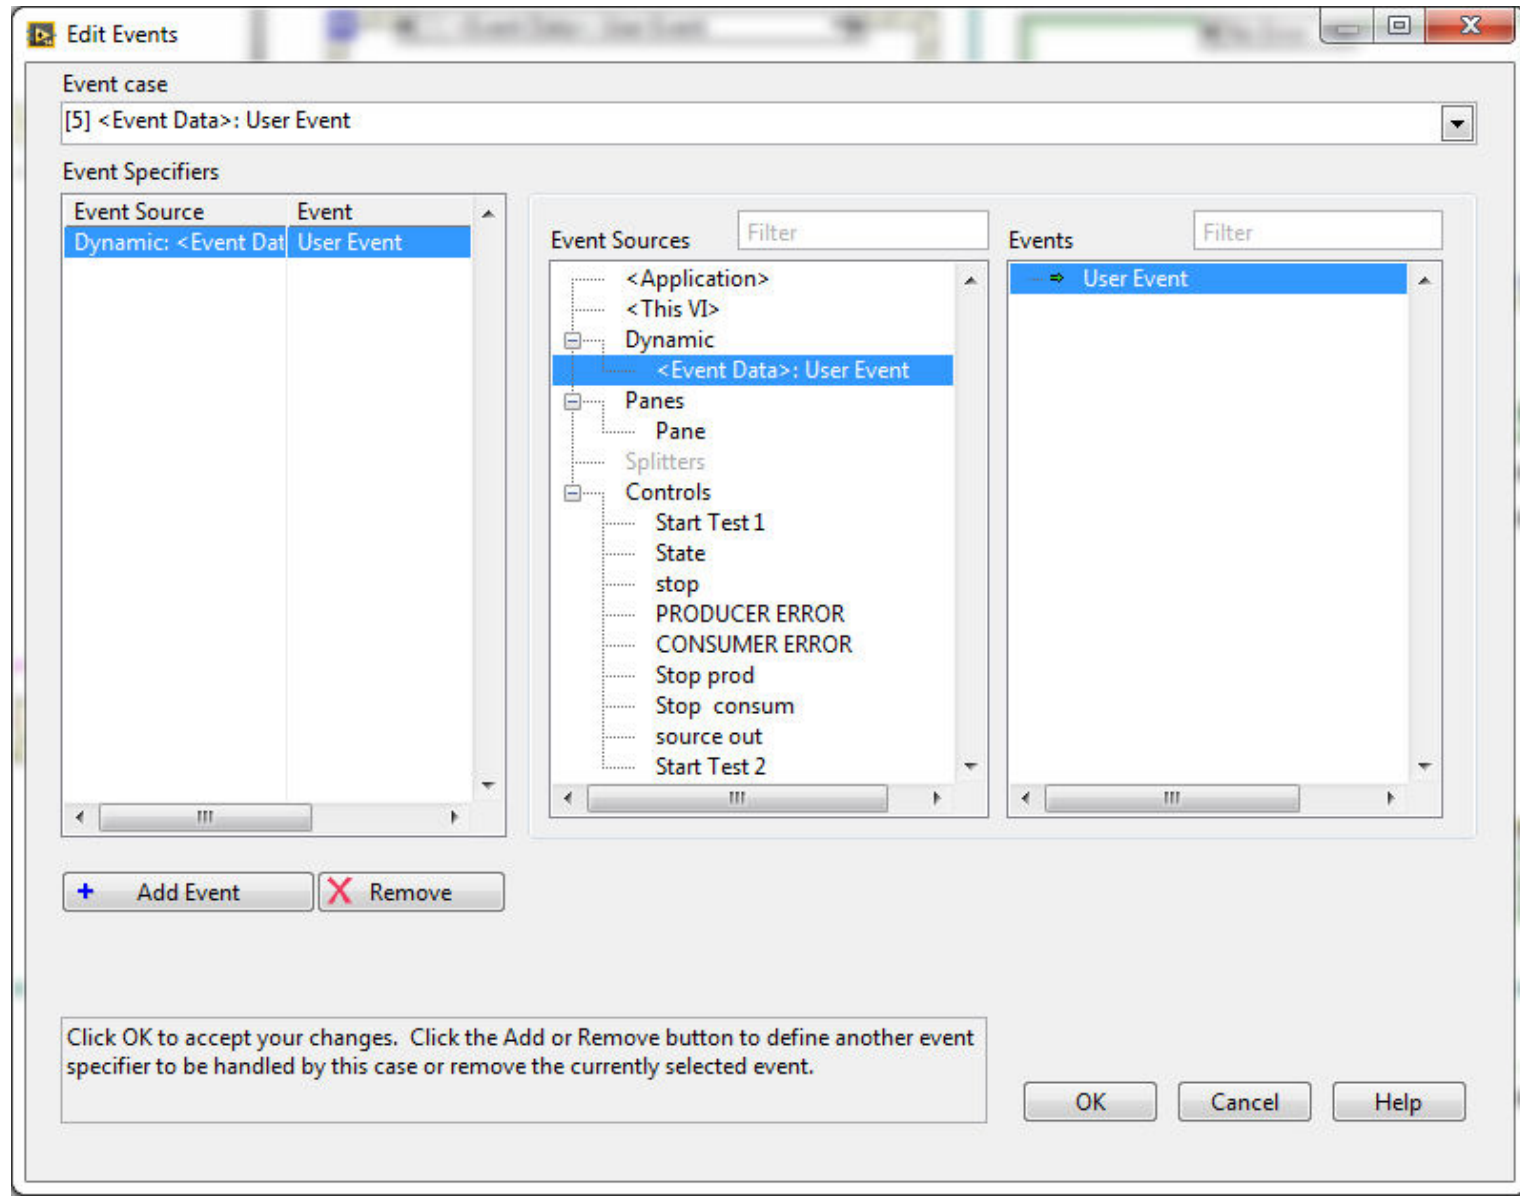 Edit Events
Event case
[5] <Event Data>: User Event
Event Specifiers
Event Source Event
Dynamic: <Event Dat User Event
Event Sources Filter
<Application>
<This VI>
Dynamic
<Event Data>: User Event
Panes
Pane
Splitters
Controls
Start Test 1
State
stop
PRODUCER ERROR
CONSUMER ERROR
Stop prod
Stop  consum
source out
Start Test 2
Events Filter
User Event
Add Event Remove
Click OK to accept your changes.  Click the Add or Remove button to define another event
specifier to be handled by this case or remove the currently selected event.
OK Cancel Help